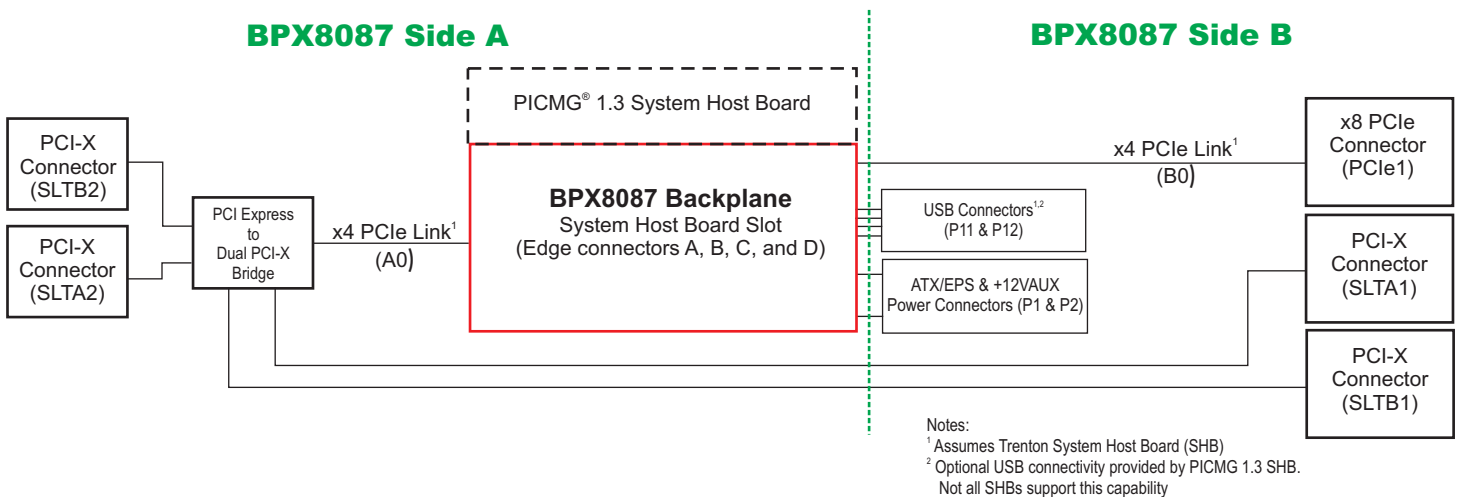 BPX8087 Side A
BPX8087 Side B
PICMG® 1.3 System Host Board
PCI-X
Connector
(SLTB2)
PCI-X
Connector
(SLTA2)
PCI Express
to
Dual PCI-X
Bridge
x4 PCIe Link¹
(A0)
BPX8087 Backplane
System Host Board Slot
(Edge connectors A, B, C, and D)
x4 PCIe Link¹
(B0)
USB Connectors¹,²
(P11 & P12)
ATX/EPS & +12VAUX
Power Connectors (P1 & P2)
x8 PCIe
Connector
(PCIe1)
PCI-X
Connector
(SLTA1)
PCI-X
Connector
(SLTB1)
Notes:
¹ Assumes Trenton System Host Board (SHB)
² Optional USB connectivity provided by PICMG 1.3 SHB.
Not all SHBs support this capability